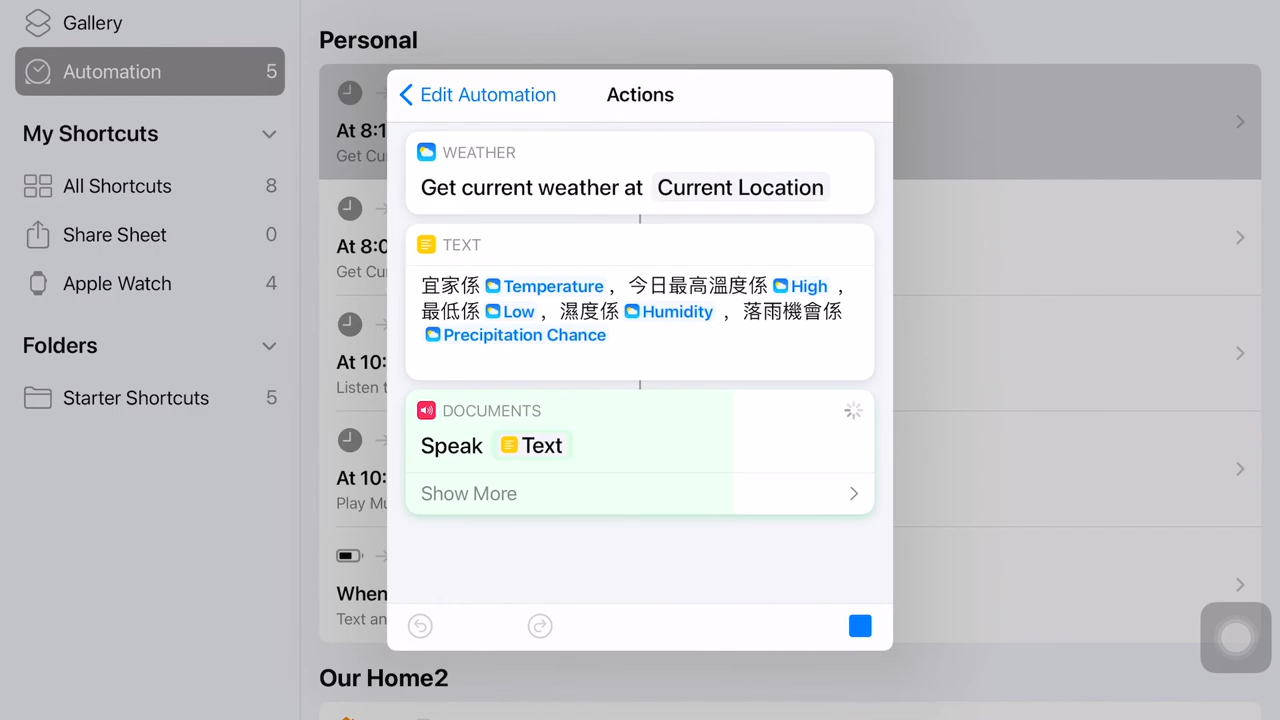 Gallery
Automation 5
My Shortcuts
All Shortcuts 8
Share Sheet 0
Apple Watch 4
Folders
Starter Shortcuts 5
Personal
At 8:1
Get Cu
At 8:0
Get Cu
At 10:
Listen t
At 10:
Play Mu
When
Text an
Our Home2
Edit Automation Actions
WEATHER
Get current weather at Current Location
TEXT
宜家係 Temperature ，今日最高溫度係 High ，
最低係 Low ，濕度係 Humidity ，落雨機會係
Precipitation Chance
DOCUMENTS
Speak Text
Show More